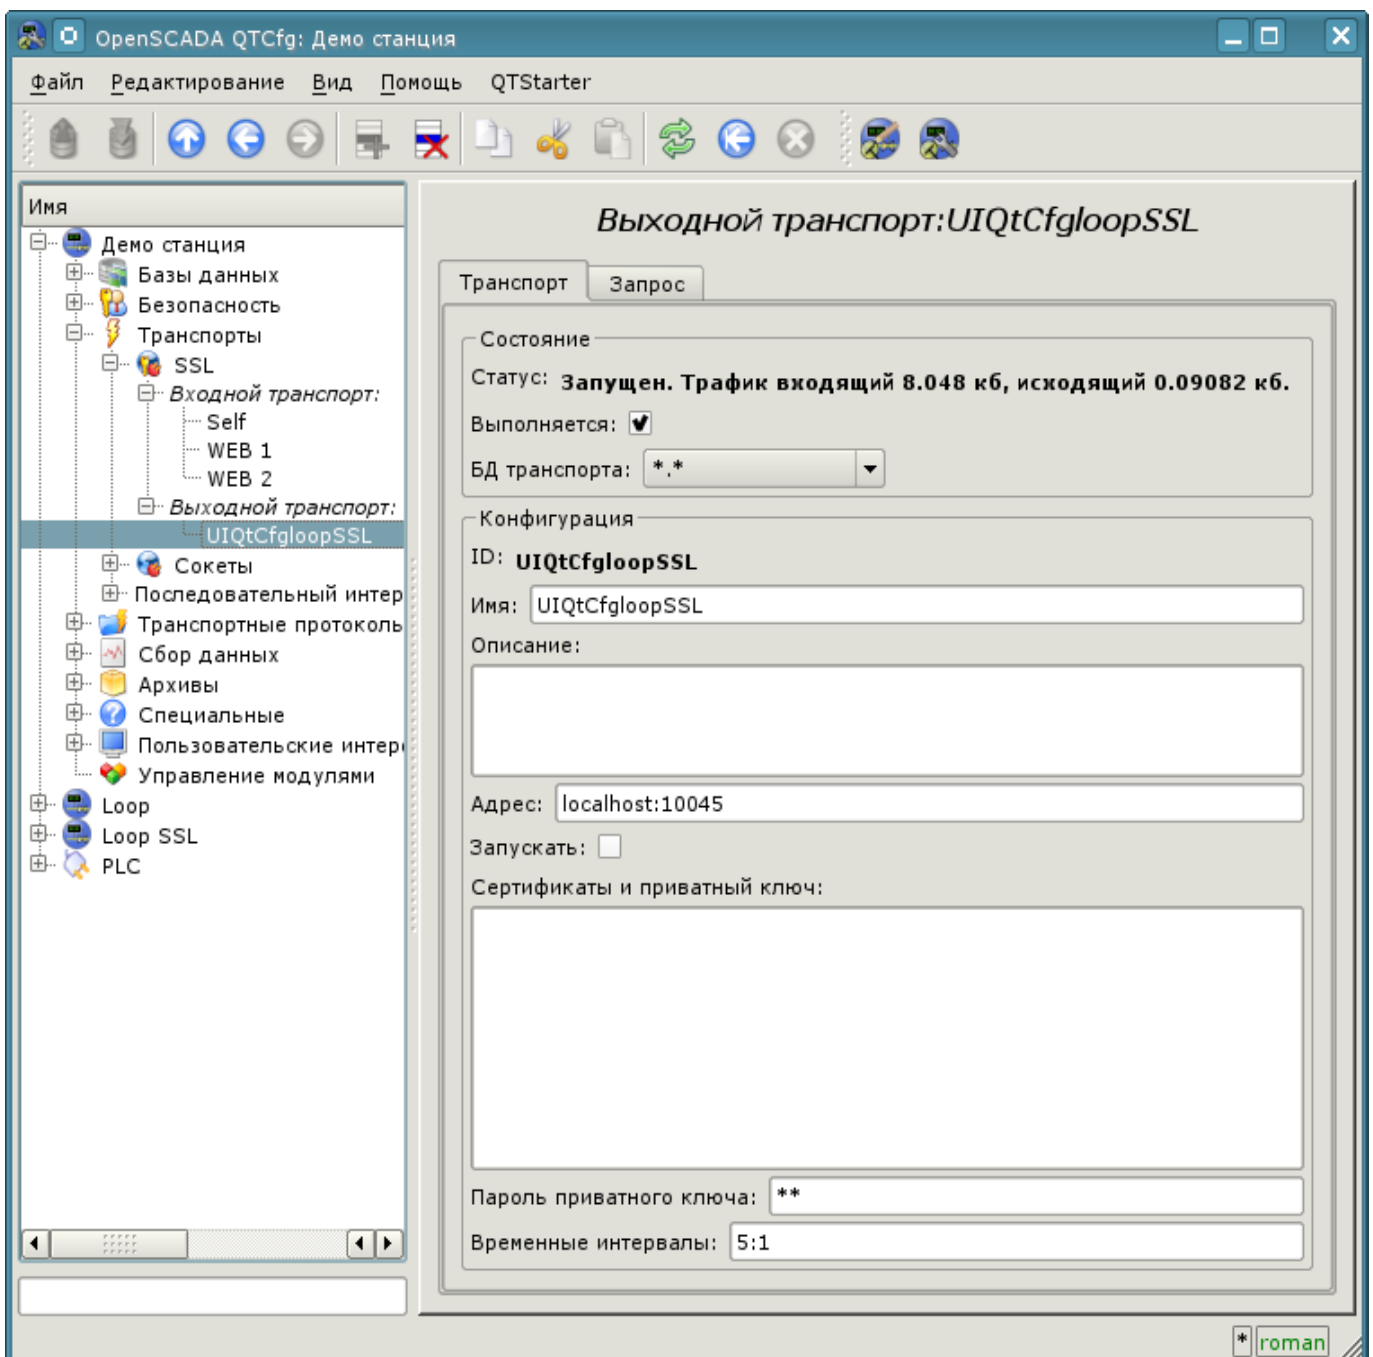 OpenSCADA QTCfg: Демо станция
Файл Редактирование Вид Помощь QTStarter
Имя
Демо станция
Базы данных
Безопасность
Транспорты
SSL
Входной транспорт:
Self
WEB 1
WEB 2
Выходной транспорт:
UIQtCfgloopSSL
Сокеты
Последовательный интер
Транспортные протоколь
Сбор данных
Архивы
Специальные
Пользовательские интер
Управление модулями
Loop
Loop SSL
PLC
Выходной транспорт:UIQtCfgloopSSL
Транспорт Запрос
Состояние
Статус: Запущен. Трафик входящий 8.048 кб, исходящий 0.09082 кб.
Выполняется:
БД транспорта: *.*
Конфигурация
ID: UIQtCfgloopSSL
Имя: UIQtCfgloopSSL
Описание:
Адрес: localhost:10045
Запускать:
Сертификаты и приватный ключ:
Пароль приватного ключа: **
Временные интервалы: 5:1
* roman